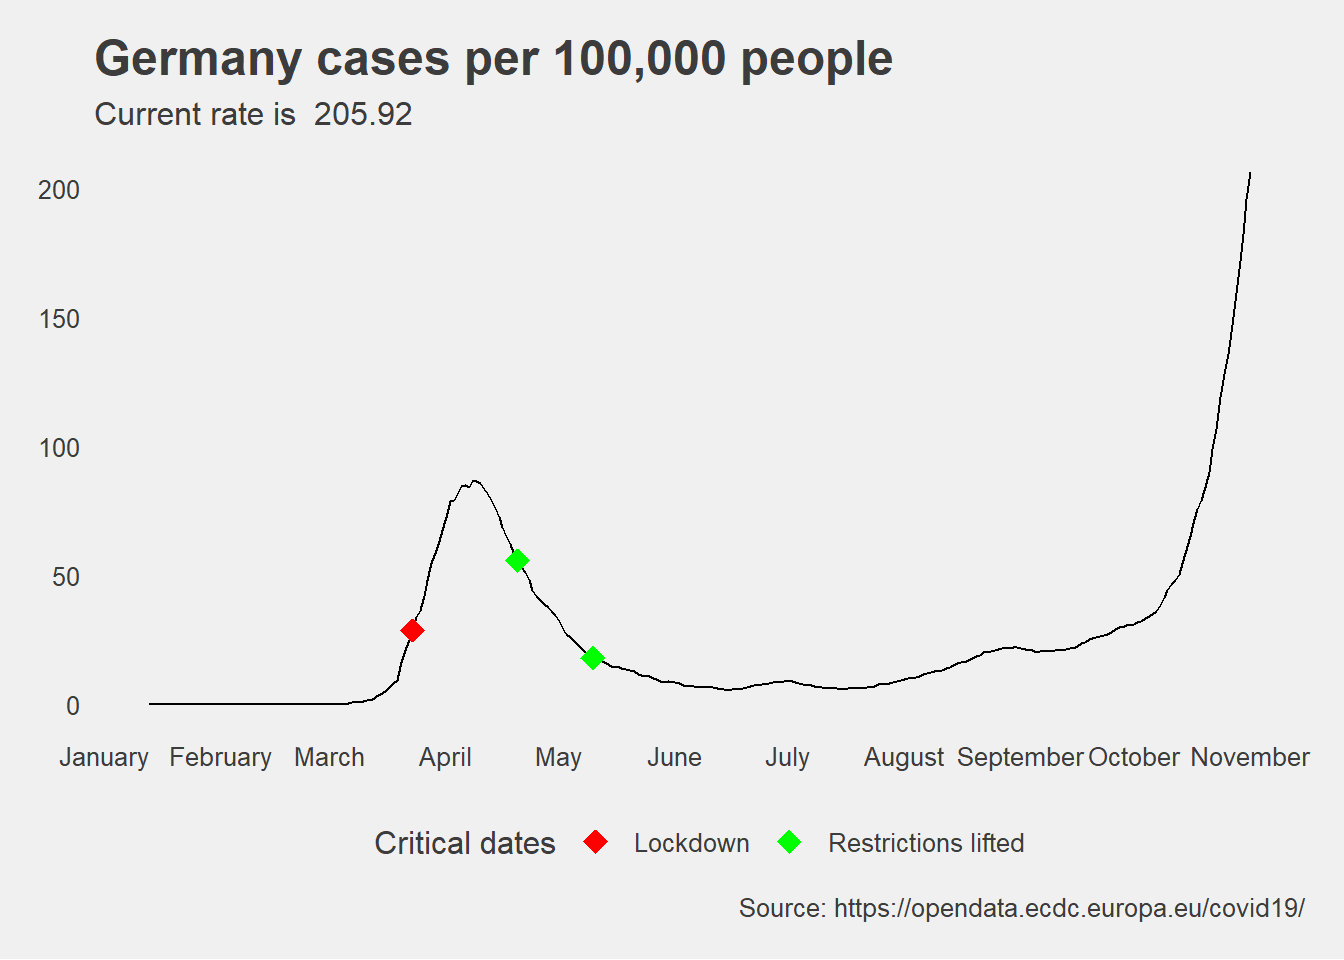 Germany cases per 100,000 people
Current rate is  205.92
200
150
100
50
0
January February March April May June July August September October November
Critical dates Lockdown Restrictions lifted
Source: https://opendata.ecdc.europa.eu/covid19/